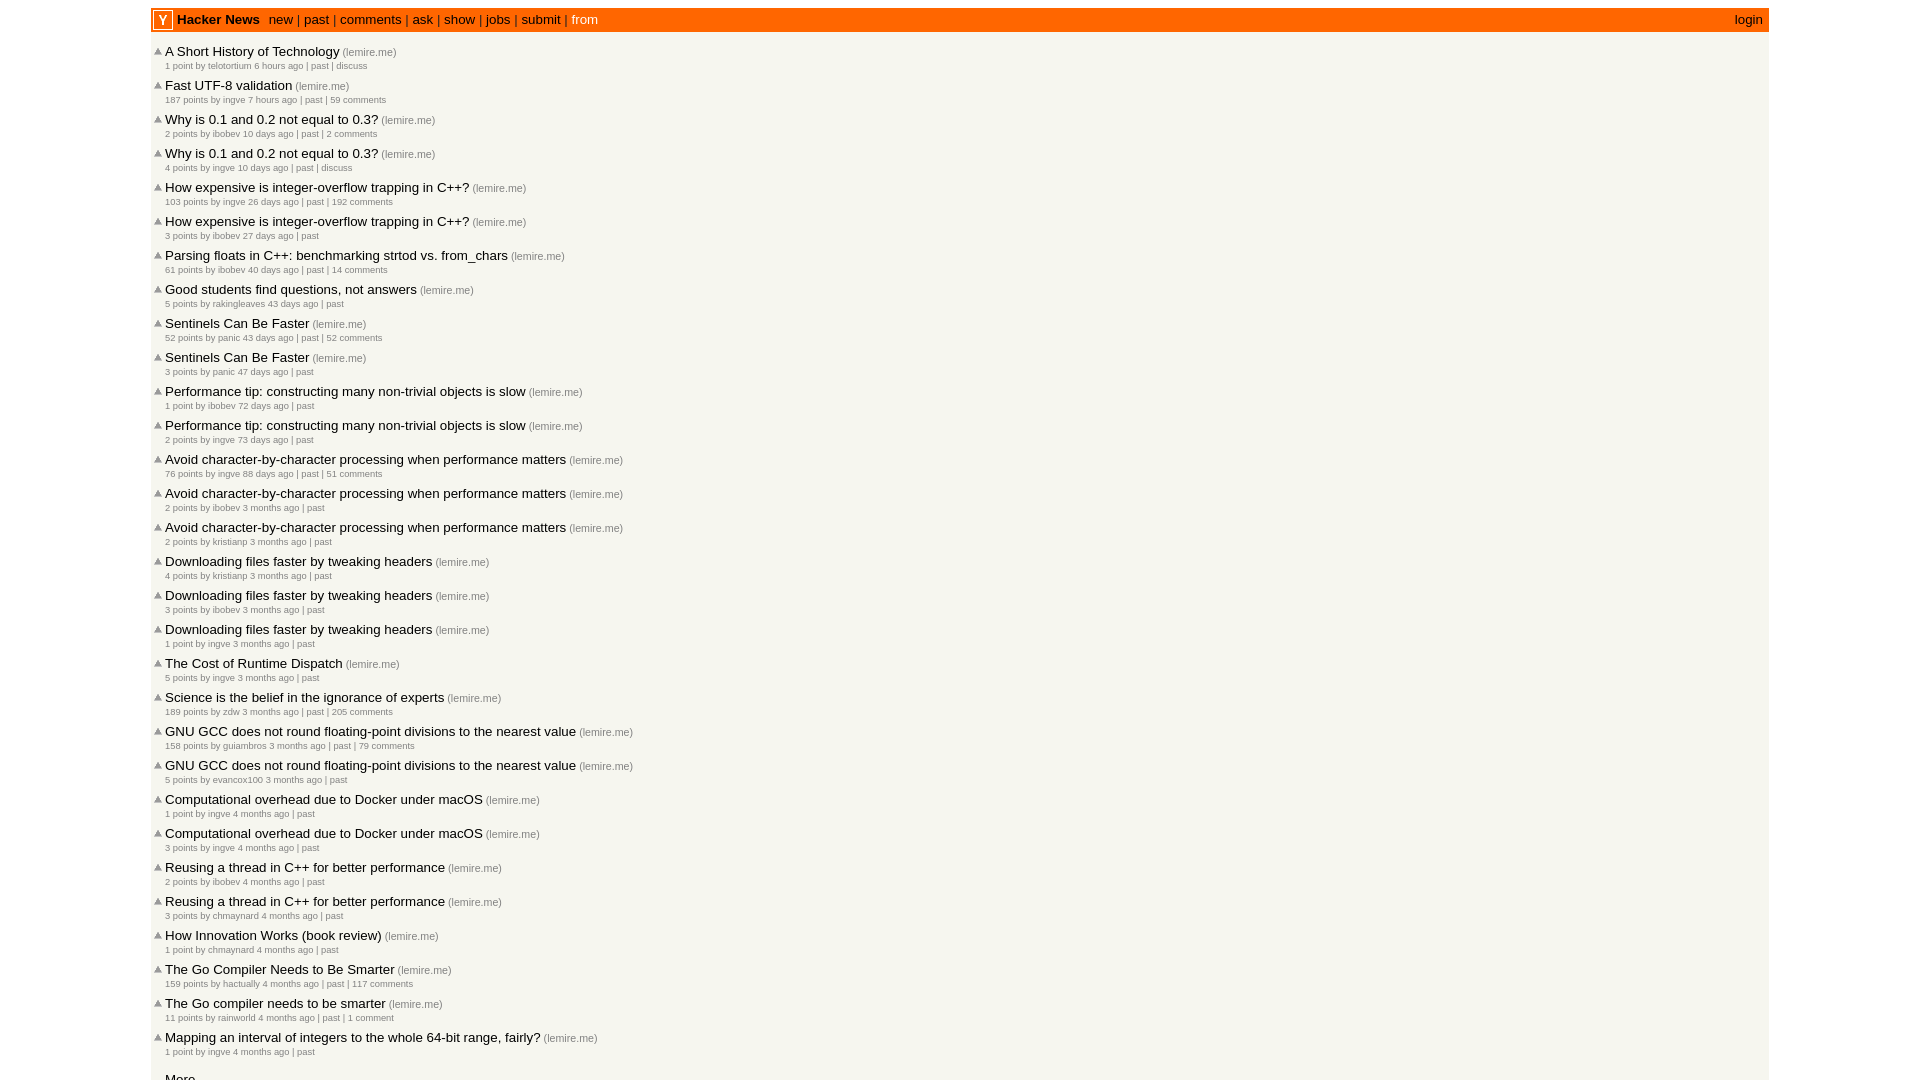 Y Hacker News new | past | comments | ask | show | jobs | submit | from login
A Short History of Technology (lemire.me)
1 point by telotortium 6 hours ago | past | discuss
Fast UTF-8 validation (lemire.me)
187 points by ingve 7 hours ago | past | 59 comments
Why is 0.1 and 0.2 not equal to 0.3? (lemire.me)
2 points by ibobev 10 days ago | past | 2 comments
Why is 0.1 and 0.2 not equal to 0.3? (lemire.me)
4 points by ingve 10 days ago | past | discuss
How expensive is integer-overflow trapping in C++? (lemire.me)
103 points by ingve 26 days ago | past | 192 comments
How expensive is integer-overflow trapping in C++? (lemire.me)
3 points by ibobev 27 days ago | past
Parsing floats in C++: benchmarking strtod vs. from_chars (lemire.me)
61 points by ibobev 40 days ago | past | 14 comments
Good students find questions, not answers (lemire.me)
5 points by rakingleaves 43 days ago | past
Sentinels Can Be Faster (lemire.me)
52 points by panic 43 days ago | past | 52 comments
Sentinels Can Be Faster (lemire.me)
3 points by panic 47 days ago | past
Performance tip: constructing many non-trivial objects is slow (lemire.me)
1 point by ibobev 72 days ago | past
Performance tip: constructing many non-trivial objects is slow (lemire.me)
2 points by ingve 73 days ago | past
Avoid character-by-character processing when performance matters (lemire.me)
76 points by ingve 88 days ago | past | 51 comments
Avoid character-by-character processing when performance matters (lemire.me)
2 points by ibobev 3 months ago | past
Avoid character-by-character processing when performance matters (lemire.me)
2 points by kristianp 3 months ago | past
Downloading files faster by tweaking headers (lemire.me)
4 points by kristianp 3 months ago | past
Downloading files faster by tweaking headers (lemire.me)
3 points by ibobev 3 months ago | past
Downloading files faster by tweaking headers (lemire.me)
1 point by ingve 3 months ago | past
The Cost of Runtime Dispatch (lemire.me)
5 points by ingve 3 months ago | past
Science is the belief in the ignorance of experts (lemire.me)
189 points by zdw 3 months ago | past | 205 comments
GNU GCC does not round floating-point divisions to the nearest value (lemire.me)
158 points by guiambros 3 months ago | past | 79 comments
GNU GCC does not round floating-point divisions to the nearest value (lemire.me)
5 points by evancox100 3 months ago | past
Computational overhead due to Docker under macOS (lemire.me)
1 point by ingve 4 months ago | past
Computational overhead due to Docker under macOS (lemire.me)
3 points by ingve 4 months ago | past
Reusing a thread in C++ for better performance (lemire.me)
2 points by ibobev 4 months ago | past
Reusing a thread in C++ for better performance (lemire.me)
3 points by chmaynard 4 months ago | past
How Innovation Works (book review) (lemire.me)
1 point by chmaynard 4 months ago | past
The Go Compiler Needs to Be Smarter (lemire.me)
159 points by hactually 4 months ago | past | 117 comments
The Go compiler needs to be smarter (lemire.me)
11 points by rainworld 4 months ago | past | 1 comment
Mapping an interval of integers to the whole 64-bit range, fairly? (lemire.me)
1 point by ingve 4 months ago | past
More